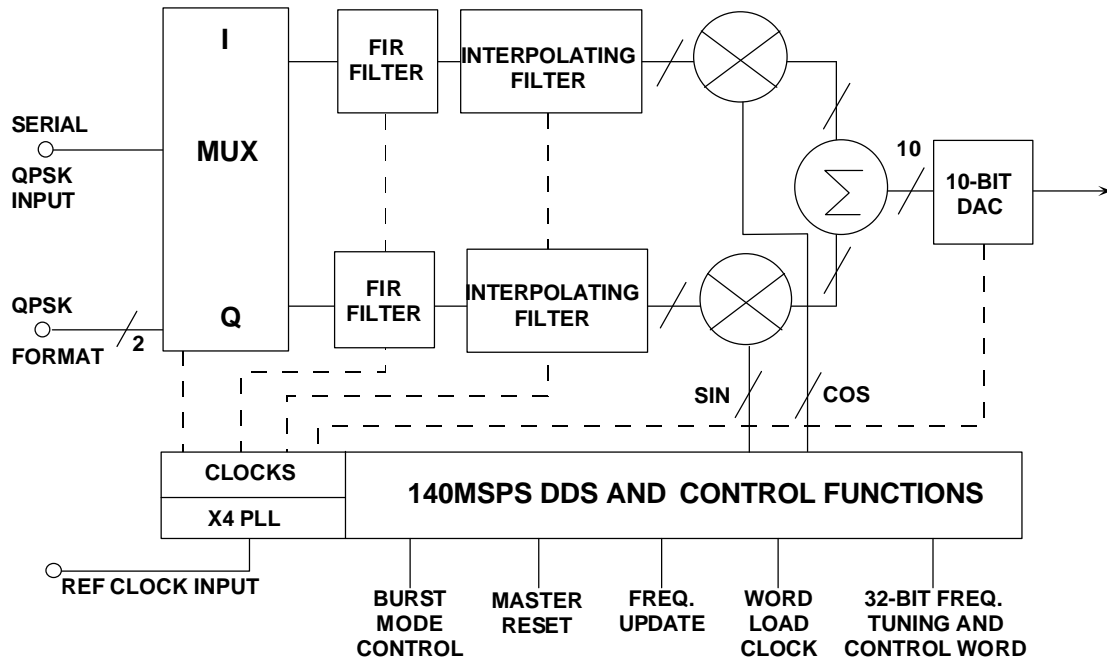 I
MUX
Q
FIR
FILTER
INTERPOLATING
FILTER
SERIAL
QPSK
INPUT
10
10-BIT
DAC
Σ
FIR
FILTER
INTERPOLATING
FILTER
QPSK
FORMAT
2
SIN
COS
CLOCKS
X4 PLL
140MSPS DDS AND CONTROL FUNCTIONS
REF CLOCK INPUT
BURST
MODE
CONTROL
MASTER
RESET
FREQ.
UPDATE
WORD
LOAD
CLOCK
32-BIT FREQ.
TUNING AND
CONTROL WORD